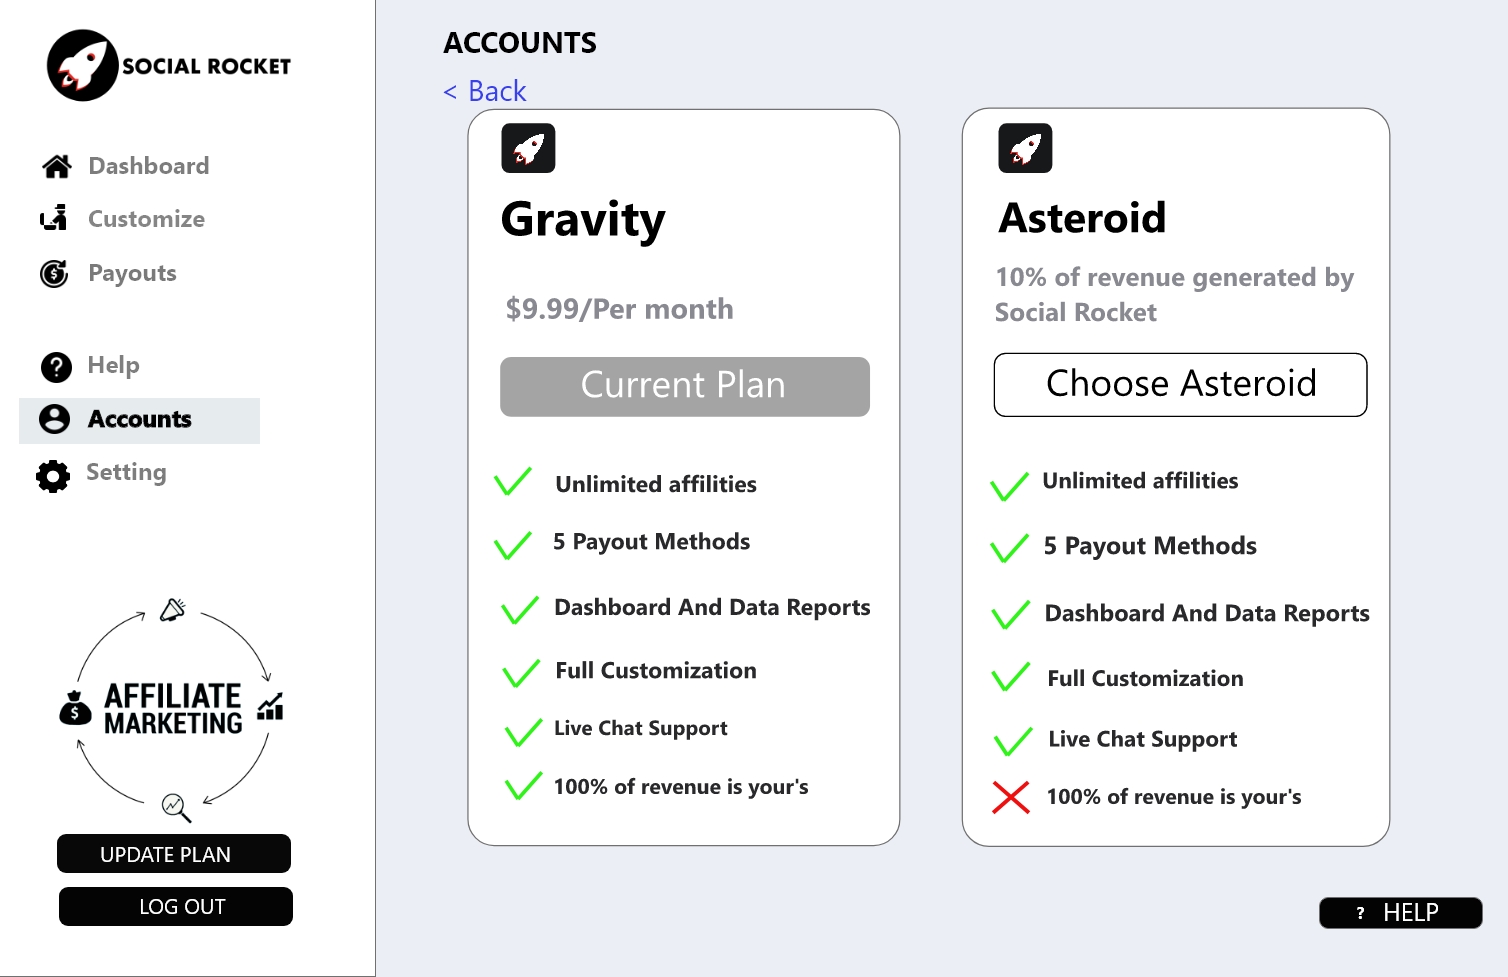 SOCIAL ROCKET
Dashboard
Customize
Payouts
Help
Accounts
Setting
AFFILIATE
MARKETING
UPDATE PLAN
LOG OUT
ACCOUNTS
< Back
Gravity
$9.99/Per month
Current Plan
Unlimited affilities
5 Payout Methods
Dashboard And Data Reports
Full Customization
Live Chat Support
100% of revenue is your's
Asteroid
10% of revenue generated by
Social Rocket
Choose Asteroid
Unlimited affilities
5 Payout Methods
Dashboard And Data Reports
Full Customization
Live Chat Support
100% of revenue is your's
? HELP